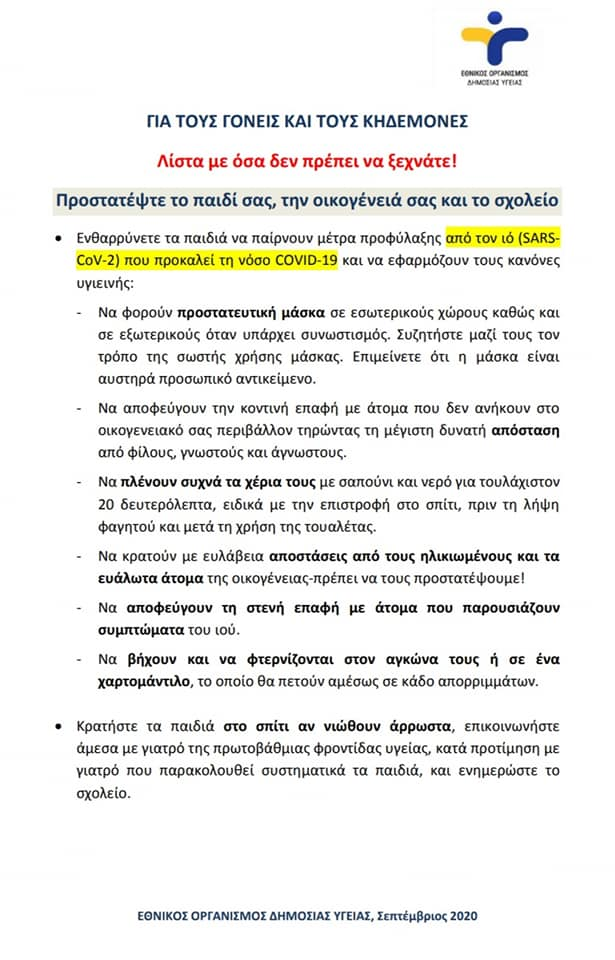 ΕΘΝΙΚΟΣ ΟΡΓΑΝΙΣΜΟΣ
ΔΗΜΟΣΙΑΣ ΥΓΕΙΑΣ
ΓΙΑ ΤΟΥΣ ΓΟΝΕΙΣ ΚΑΙ ΤΟΥΣ ΚΗΔΕΜΟΝΕΣ
Λίστα με όσα δεν πρέπει να ξεχνάτε!
Προστατέψτε το παιδί σας, την οικογένειά σας και το σχολείο
• Ενθαρρύνετε τα παιδιά να παίρνουν μέτρα προφύλαξης από τον ιό (SARS-
CoV-2) που προκαλεί τη νόσο COVID-19 και να εφαρμόζουν τους κανόνες
υγιεινής:
- Να φορούν προστατευτική μάσκα σε εσωτερικούς χώρους καθώς και
σε εξωτερικούς όταν υπάρχει συνωστισμός. Συζητήστε μαζί τους τον
τρόπο της σωστής χρήσης μάσκας. Επιμείνετε ότι η μάσκα είναι
αυστηρά προσωπικό αντικείμενο.
- Να αποφεύγουν την κοντινή επαφή με άτομα που δεν ανήκουν στο
οικογενειακό σας περιβάλλον τηρώντας τη μέγιστη δυνατή απόσταση
από φίλους, γνωστούς και άγνωστους.
- Να πλένουν συχνά τα χέρια τους με σαπούνι και νερό για τουλάχιστον
20 δευτερόλεπτα, ειδικά με την επιστροφή στο σπίτι, πριν τη λήψη
φαγητού και μετά τη χρήση της τουαλέτας.
- Να κρατούν με ευλάβεια αποστάσεις από τους ηλικιωμένους και τα
ευάλωτα άτομα της οικογένειας-πρέπει να τους προστατέψουμε!
- Να αποφεύγουν τη στενή επαφή με άτομα που παρουσιάζουν
συμπτώματα του ιού.
- Να βήχουν και να φτερνίζονται στον αγκώνα τους ή σε ένα
χαρτομάντιλο, το οποίο θα πετούν αμέσως σε κάδο απορριμμάτων.
• Κρατήστε τα παιδιά στο σπίτι αν νιώθουν άρρωστα, επικοινωνήστε
άμεσα με γιατρό της πρωτοβάθμιας φροντίδας υγείας, κατά προτίμηση με
γιατρό που παρακολουθεί συστηματικά τα παιδιά, και ενημερώστε το
σχολείο.
ΕΘΝΙΚΟΣ ΟΡΓΑΝΙΣΜΟΣ ΔΗΜΟΣΙΑΣ ΥΓΕΙΑΣ, Σεπτέμβριος 2020